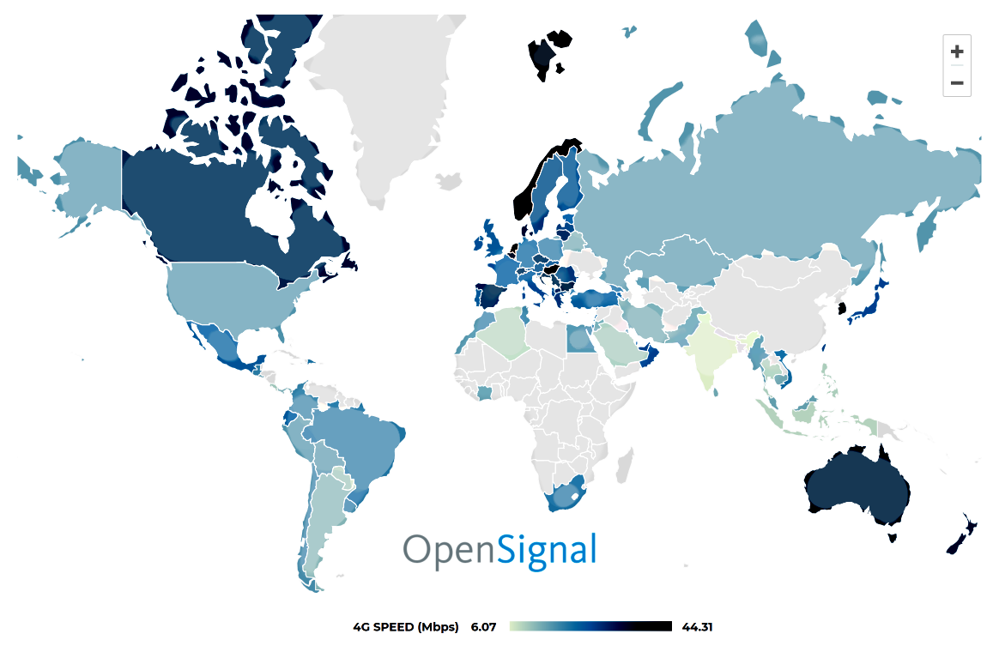 +
−
OpenSignal
4G SPEED (Mbps) 6.07 44.31